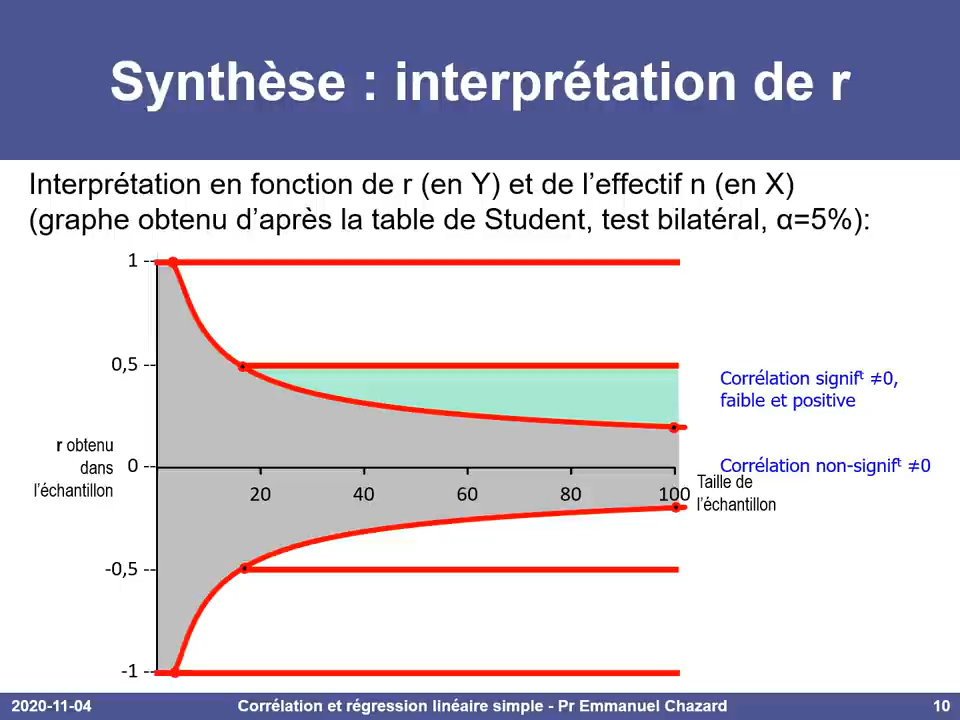 Synthèse : interprétation de r
Interprétation en fonction de r (en Y) et de l’effectif n (en X)
(graphe obtenu d’après la table de Student, test bilatéral, α=5%):
1
0,5
Corrélation signifᵗ ≠0,
faible et positive
r obtenu
dans
l’échantillon
0
Corrélation non-signifᵗ ≠0
20
40
60
80
100
Taille de
l’échantillon
-0,5
-1
2020-11-04
Corrélation et régression linéaire simple - Pr Emmanuel Chazard
10